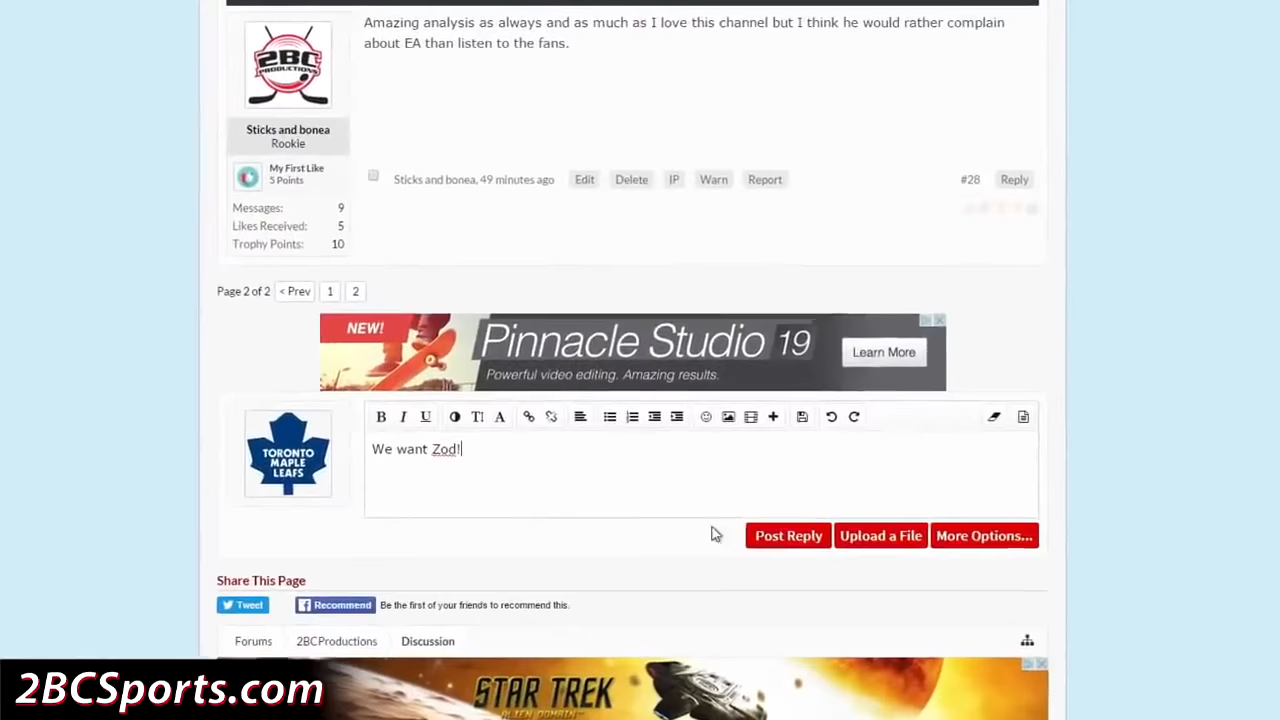 Amazing analysis as always and as much as I love this channel but I think he would rather complain
about EA than listen to the fans.
2BC
PRODUCTIONS
Sticks and bonea
Rookie
My First Like
5 Points
Messages: 9
Likes Received: 5
Trophy Points: 10
Sticks and bonea, 49 minutes ago Edit Delete IP Warn Report #28 Reply
Page 2 of 2 < Prev 1 2
NEW!
Pinnacle Studio 19
Powerful video editing. Amazing results.
Learn More
B I U
TORONTO
MAPLE
LEAFS
We want Zod!
Post Reply Upload a File More Options...
Share This Page
Tweet Recommend Be the first of your friends to recommend this.
Forums 2BCProductions Discussion
STAR TREK
ALIEN DOMAIN
2BCSports.com